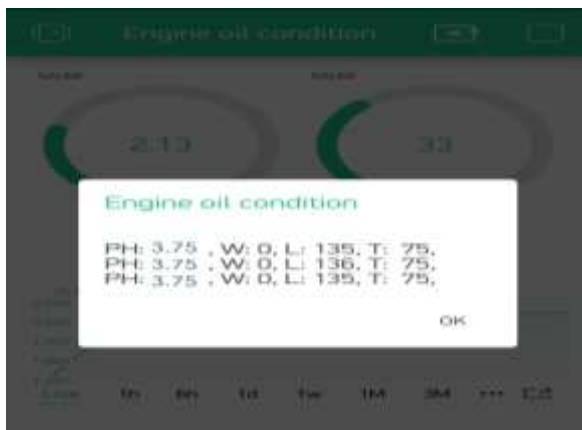 Engine oil condition
2.13
33
Engine oil condition
PH: 3.75 , W: 0, L: 135, T: 75,
PH: 3.75 , W: 0, L: 136, T: 75,
PH: 3.75 , W: 0, L: 135, T: 75,
OK
1h 6h 1d 1w 1M 3M •••